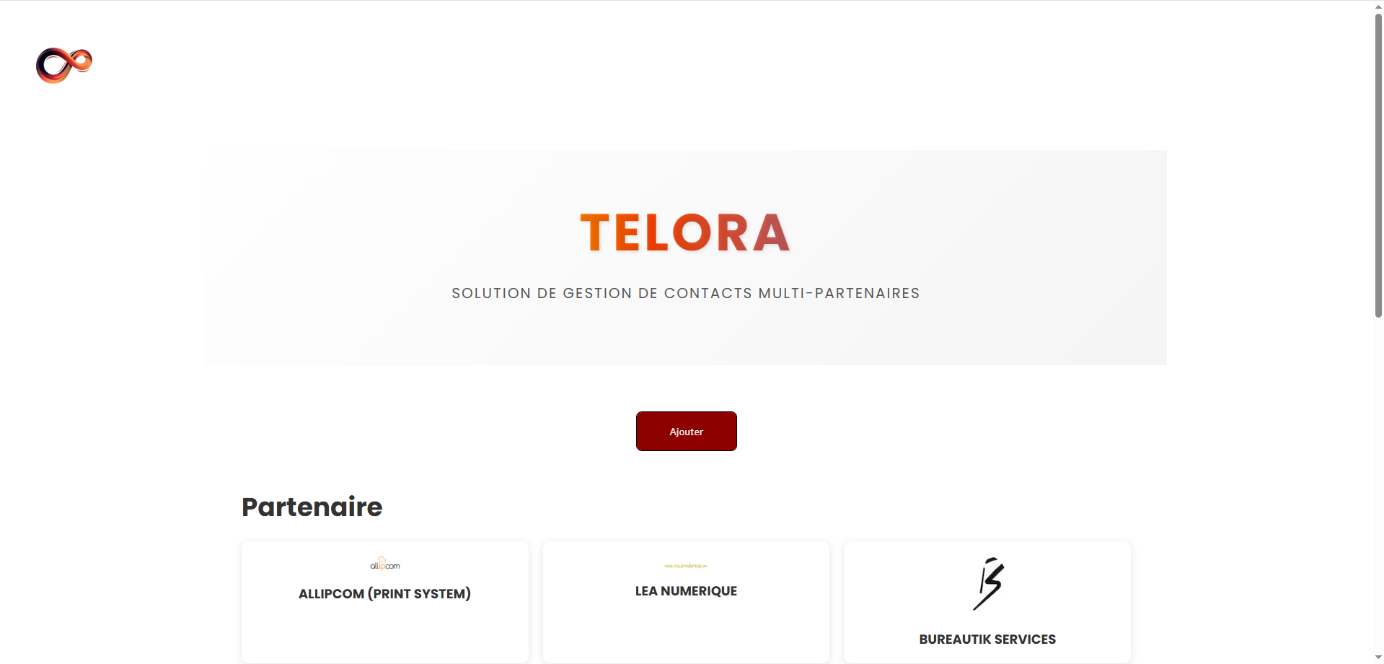 TELORA
SOLUTION DE GESTION DE CONTACTS MULTI-PARTENAIRES
Ajouter
Partenaire
allipcom
ALLIPCOM (PRINT SYSTEM)
LEA NUMERIQUE
BUREAUTIK SERVICES